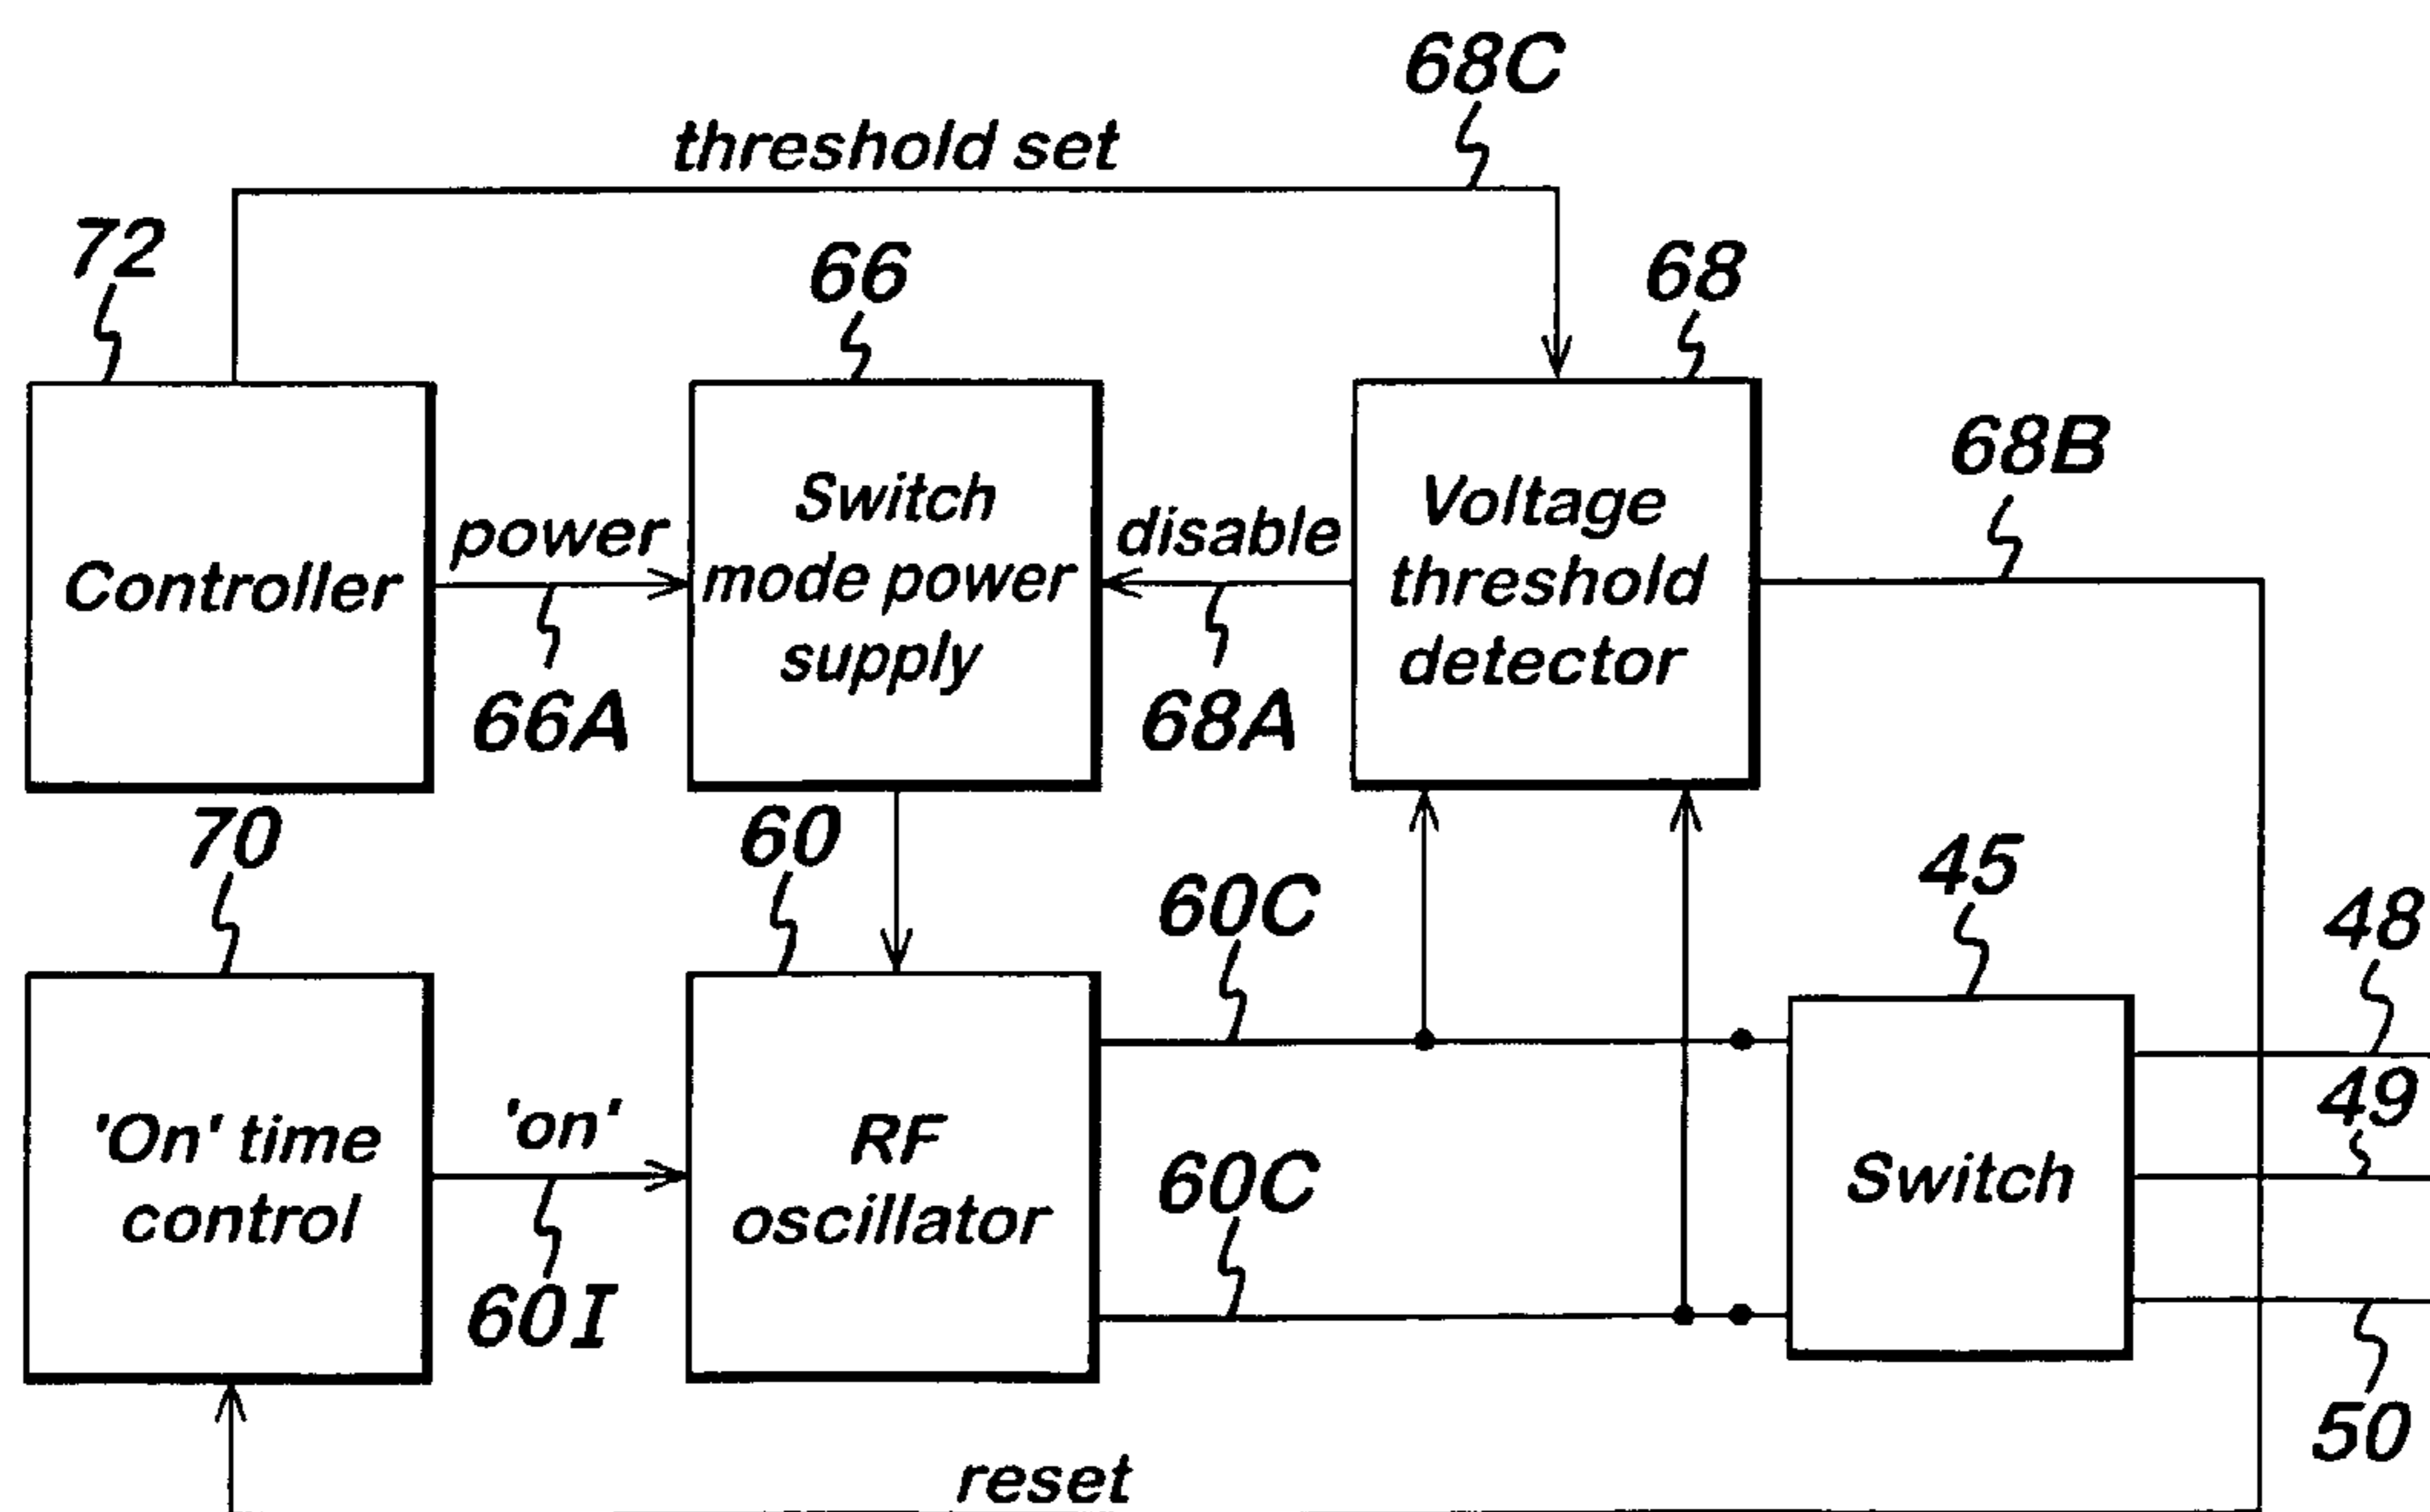 68C
threshold set
72
66
68
68B
Controller
power
66A
Switch
mode power
supply
disable
68A
Voltage
threshold
detector
70
60
60C
45
48
49
'On' time
control
'on'
60I
RF
oscillator
60C
Switch
50
reset